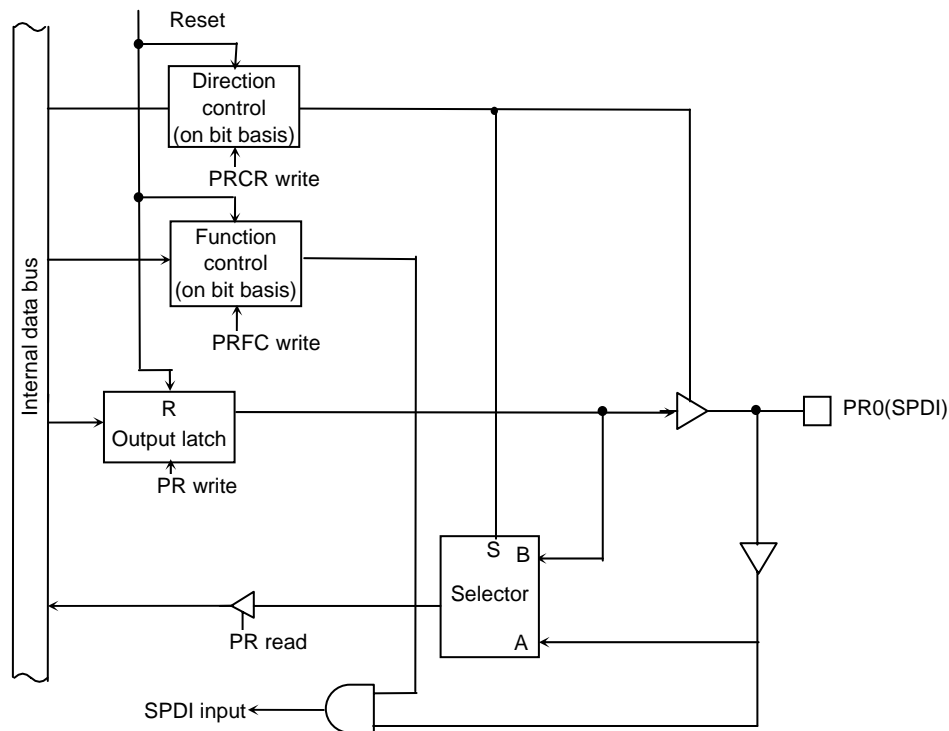 Reset
Direction
control
(on bit basis)
PRCR write
Function
control
(on bit basis)
PRFC write
Internal data bus
R
Output latch
PR write
PR0(SPDI)
S
B
Selector
A
PR read
SPDI input